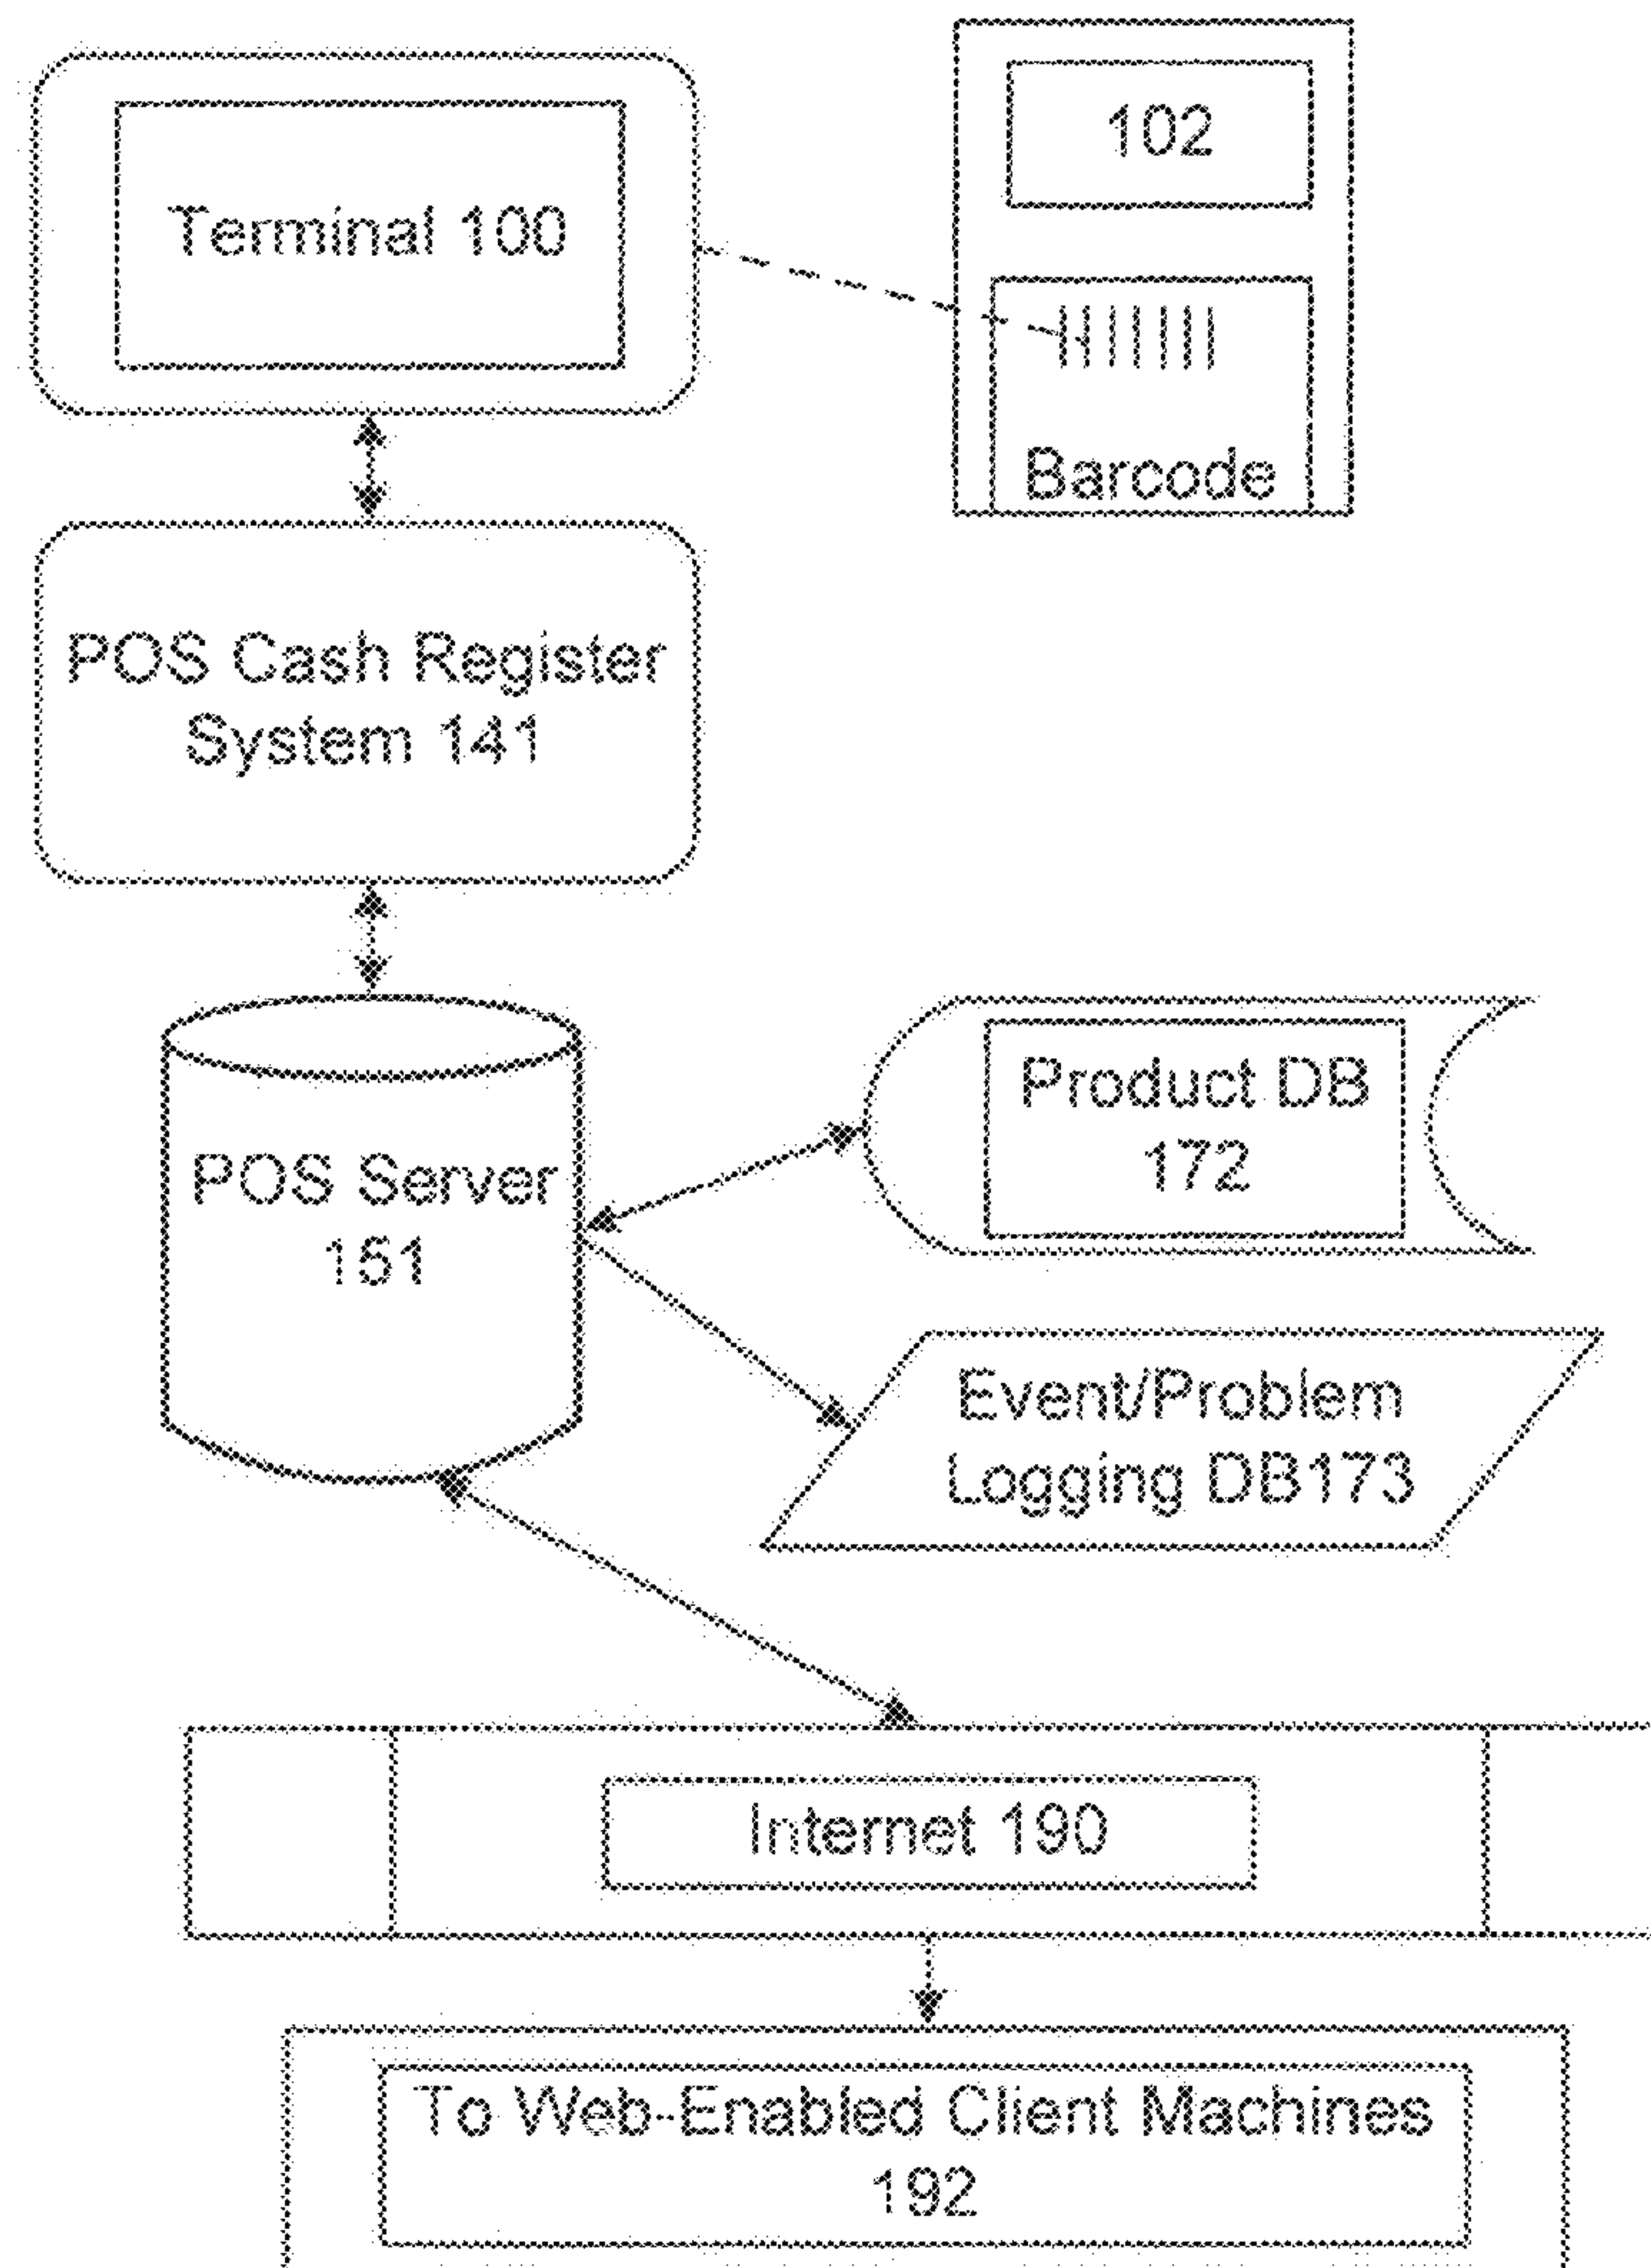 Terminal 100
102
Barcode
POS Cash Register
System 141
POS Server
151
Product DB
172
Event/Problem
Logging DB173
Internet 190
To Web-Enabled Client Machines
192